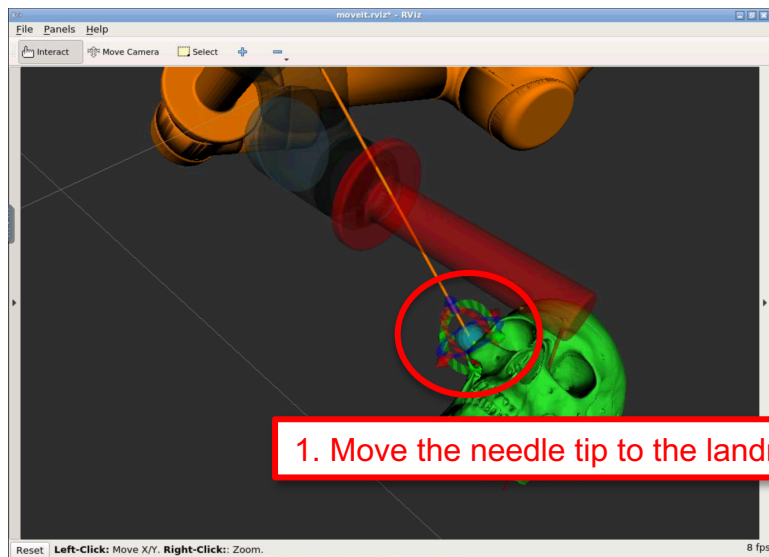 moveit.rviz* - RViz
File Panels Help
Interact Move Camera Select
1. Move the needle tip to the
Reset Left-Click: Move X/Y. Right-Click:: Zoom.
8 fps